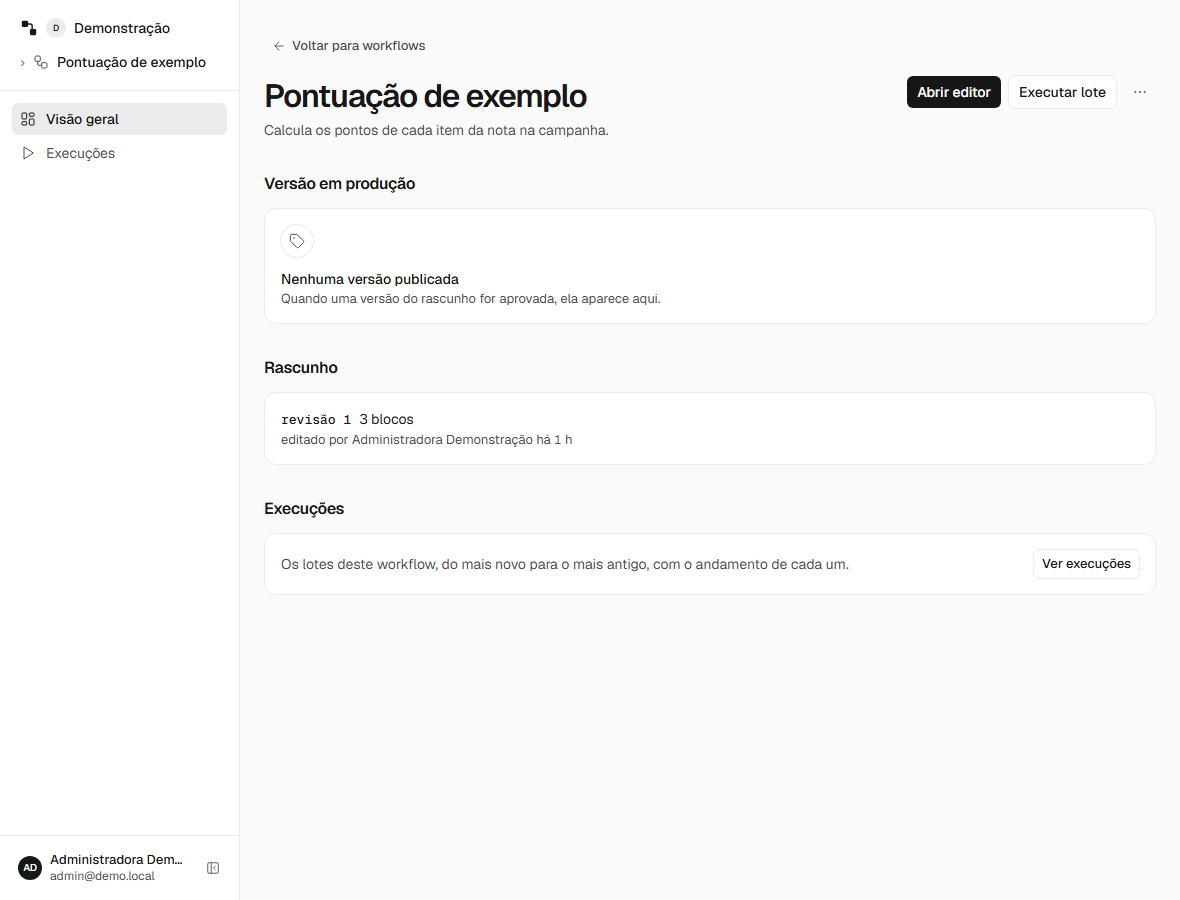 D Demonstração
Pontuação de exemplo
Visão geral
Execuções
Voltar para workflows
Pontuação de exemplo
Abrir editor
Executar lote
Calcula os pontos de cada item da nota na campanha.
Versão em produção
Nenhuma versão publicada
Quando uma versão do rascunho for aprovada, ela aparece aqui.
Rascunho
revisão 1 3 blocos
editado por Administradora Demonstração há 1 h
Execuções
Os lotes deste workflow, do mais novo para o mais antigo, com o andamento de cada um.
Ver execuções
AD
Administradora Dem...
admin@demo.local